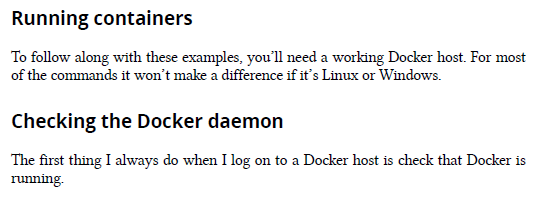 Running containers
To follow along with these examples, you’ll need a working Docker host. For most
of the commands it won’t make a difference if it’s Linux or Windows.
Checking the Docker daemon
The first thing I always do when I log on to a Docker host is check that Docker is
running.